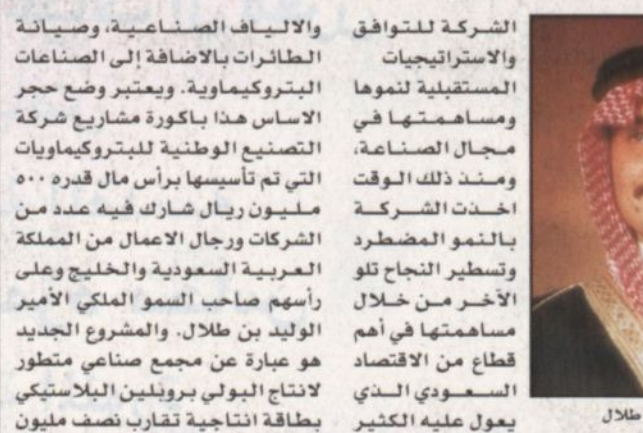 الشركة للتوافق
والاستراتيجيات
المستقبلية لنموها
ومساهمتها في
مجال الصناعة،
ومنذ ذلك الوقت
اخذت الشركة
بالنمو المضطرد
وتسطير النجاح تلو
الآخر من خلال
مساهمتها في أهم
قطاع من الاقتصاد
السعودي الذي
يعول عليه الكثير
والالياف الصناعية، وصيانة
الطائرات بالاضافة إلى الصناعات
البتروكيماوية. ويعتبر وضع حجر
الاساس هذا باكورة مشاريع شركة
التصنيع الوطنية للبتروكيماويات
التي تم تأسيسها برأس مال قدره ٥٠٠
مليون ريال شارك فيه عدد من
الشركات ورجال الاعمال من المملكة
العربية السعودية والخليج وعلى
رأسهم صاحب السمو الملكي الأمير
الوليد بن طلال. والمشروع الجديد
هو عبارة عن مجمع صناعي متطور
لانتاج البولي بروبلين البلاستيكي
بطاقة انتاجية تقارب نصف مليون
طلال